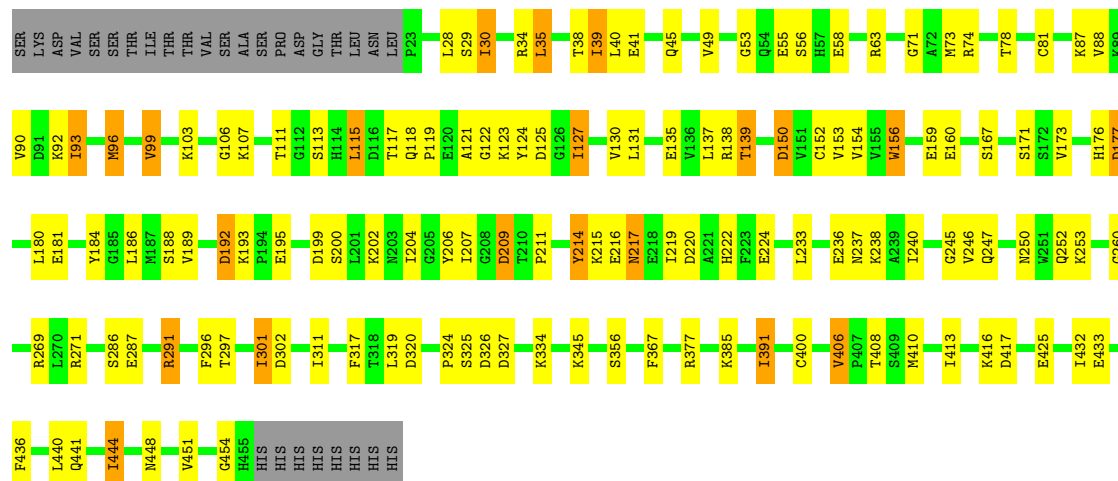 SER LYS ASP VAL SER SER THR ILE THR THR VAL SER ALA SER PRO ASP GLY THR LEU ASN LEU P23 L28 S29 I30 R34 L35 T38 I39 L40 E41 Q45 V49 G53 Q54 E55 S56 H57 E58 R63 G71 A72 M73 R74 T78 C81 K87 V88 K89
V90 D91 K92 I93 M96 V99 K103 G106 K107 T111 G112 S113 H114 L115 D116 T117 Q118 P119 E120 A121 G122 K123 Y124 D125 G126 I127 V130 L131 E135 V136 L137 R138 T139 D150 V151 C152 V153 V154 V155 W156 E159 E160 S167 S171 S172 V173 H176 D177
L180 E181 Y184 G185 L186 M187 S188 V189 D192 K193 P194 E195 D199 S200 L201 K202 N203 I204 G205 Y206 I207 G208 D209 T210 P211 Y214 K215 E216 N217 E218 I219 D220 A221 H222 F223 E224 L233 E236 N237 K238 A239 I240 G245 V246 Q247 N250 W251 Q252 K253 C260
R269 L270 R271 S286 E287 R291 F296 T297 I301 D302 I311 F317 T318 L319 D320 P324 S325 D326 D327 K334 K345 S356 F367 R377 K385 I391 C400 V406 P407 T408 S409 M410 I413 K416 D417 E425 I432 E433
F436 L440 Q441 I444 N448 V451 G454 H455 HIS HIS HIS HIS HIS HIS